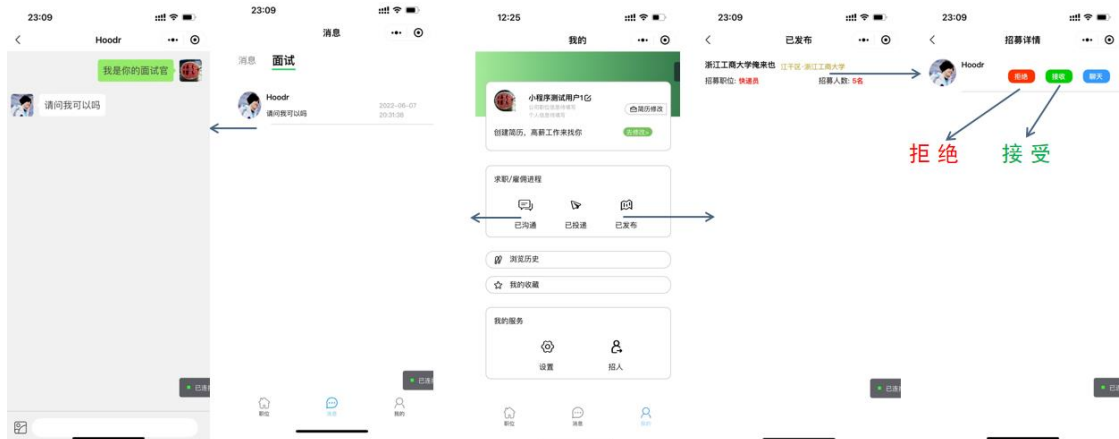 23:09
Hoodr
我是你的面试官
请问我可以吗
已连
23:09
消息
消息 面试
Hoodr
请问我可以吗
2022-06-07
20:31:38
已连
职位 消息 我的
12:25
我的
小程序测试用户1
简历修改
创建简历，高薪工作来找你
去修改>
求职/雇佣进程
已沟通 已投递 已发布
浏览历史
我的收藏
我的服务
设置 招人
职位 消息 我的
23:09
已发布
浙江工商大学俺来也 江干区-浙江工商大学
招募职位: 快递员 招募人数: 5名
已连
23:09
招募详情
Hoodr
拒绝 接收 聊天
拒绝 接受